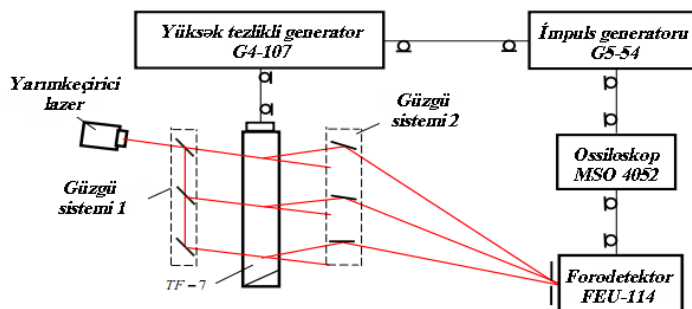 Yüksək tezlikli generator
G4-107
İmpuls generatoru
G5-54
Yarımkeçirici
lazer
Güzgü
sistemi 2
Ossiloskop
MSO 4052
Güzgü
sistemi 1
TF – 7
Forodetektor
FEU-114